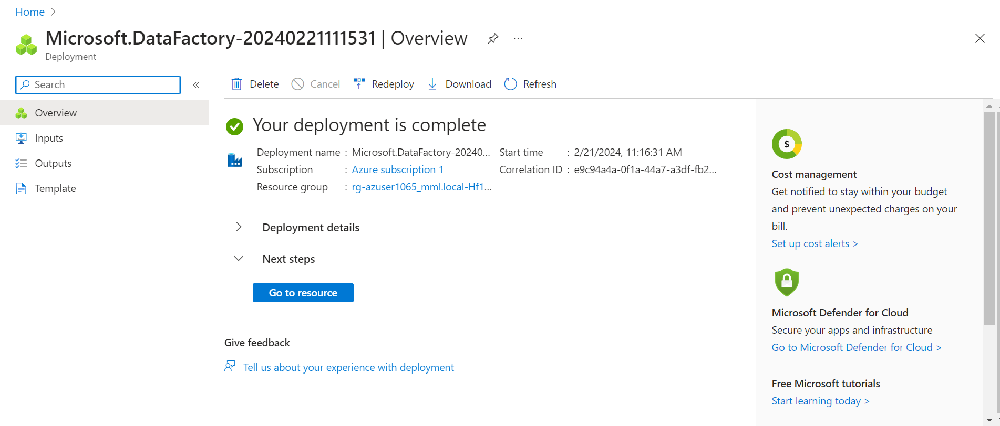 Home
Microsoft.DataFactory-20240221111531 | Overview
Deployment
Search
Delete Cancel Redeploy Download Refresh
Overview
Inputs
Outputs
Template
Your deployment is complete
Deployment name : Microsoft.DataFactory-20240... Start time : 2/21/2024, 11:16:31 AM
Subscription : Azure subscription 1 Correlation ID : e9c94a4a-0f1a-44a7-a3df-fb2...
Resource group : rg-azuser1065_mml.local-Hf1...
Deployment details
Next steps
Go to resource
Give feedback
Tell us about your experience with deployment
$
Cost management
Get notified to stay within your budget
and prevent unexpected charges on your
bill.
Set up cost alerts >
Microsoft Defender for Cloud
Secure your apps and infrastructure
Go to Microsoft Defender for Cloud >
Free Microsoft tutorials
Start learning today >